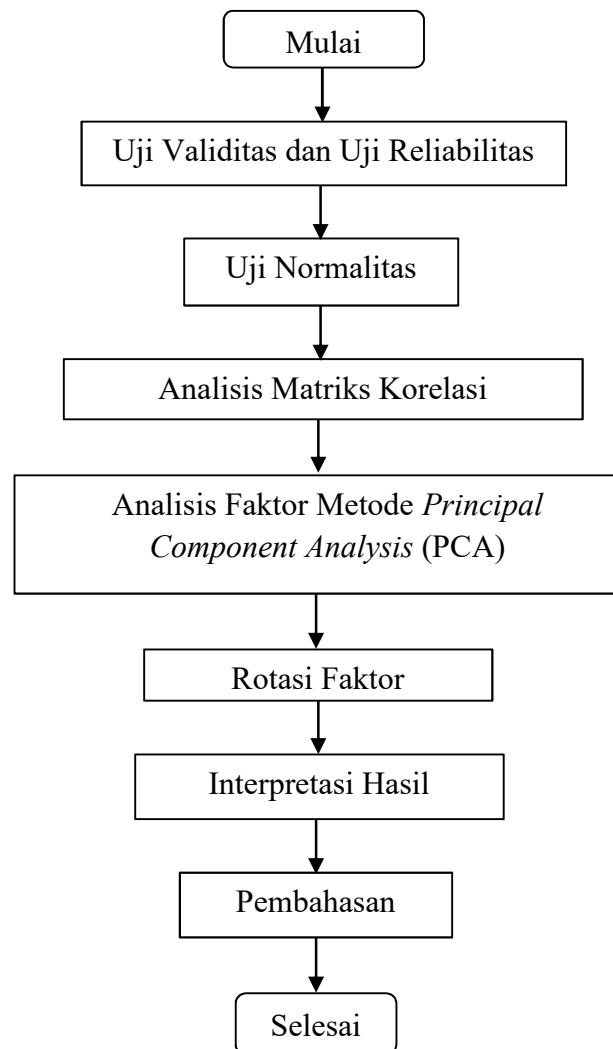 Mulai
Uji Validitas dan Uji Reliabilitas
Uji Normalitas
Analisis Matriks Korelasi
Analisis Faktor Metode Principal
Component Analysis (PCA)
Rotasi Faktor
Interpretasi Hasil
Pembahasan
Selesai